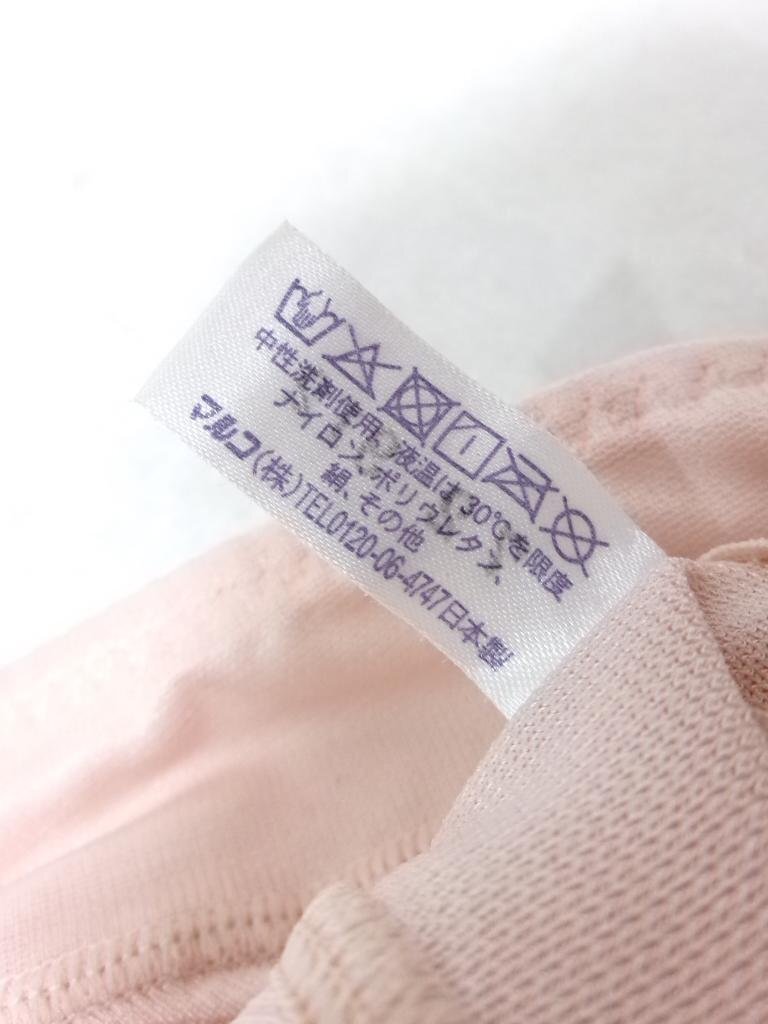 中性洗剤使用。液温は30℃を限度
ナイロン、ポリウレタン、
絹、その他
マルコ(株)TEL0120-06-4747日本製